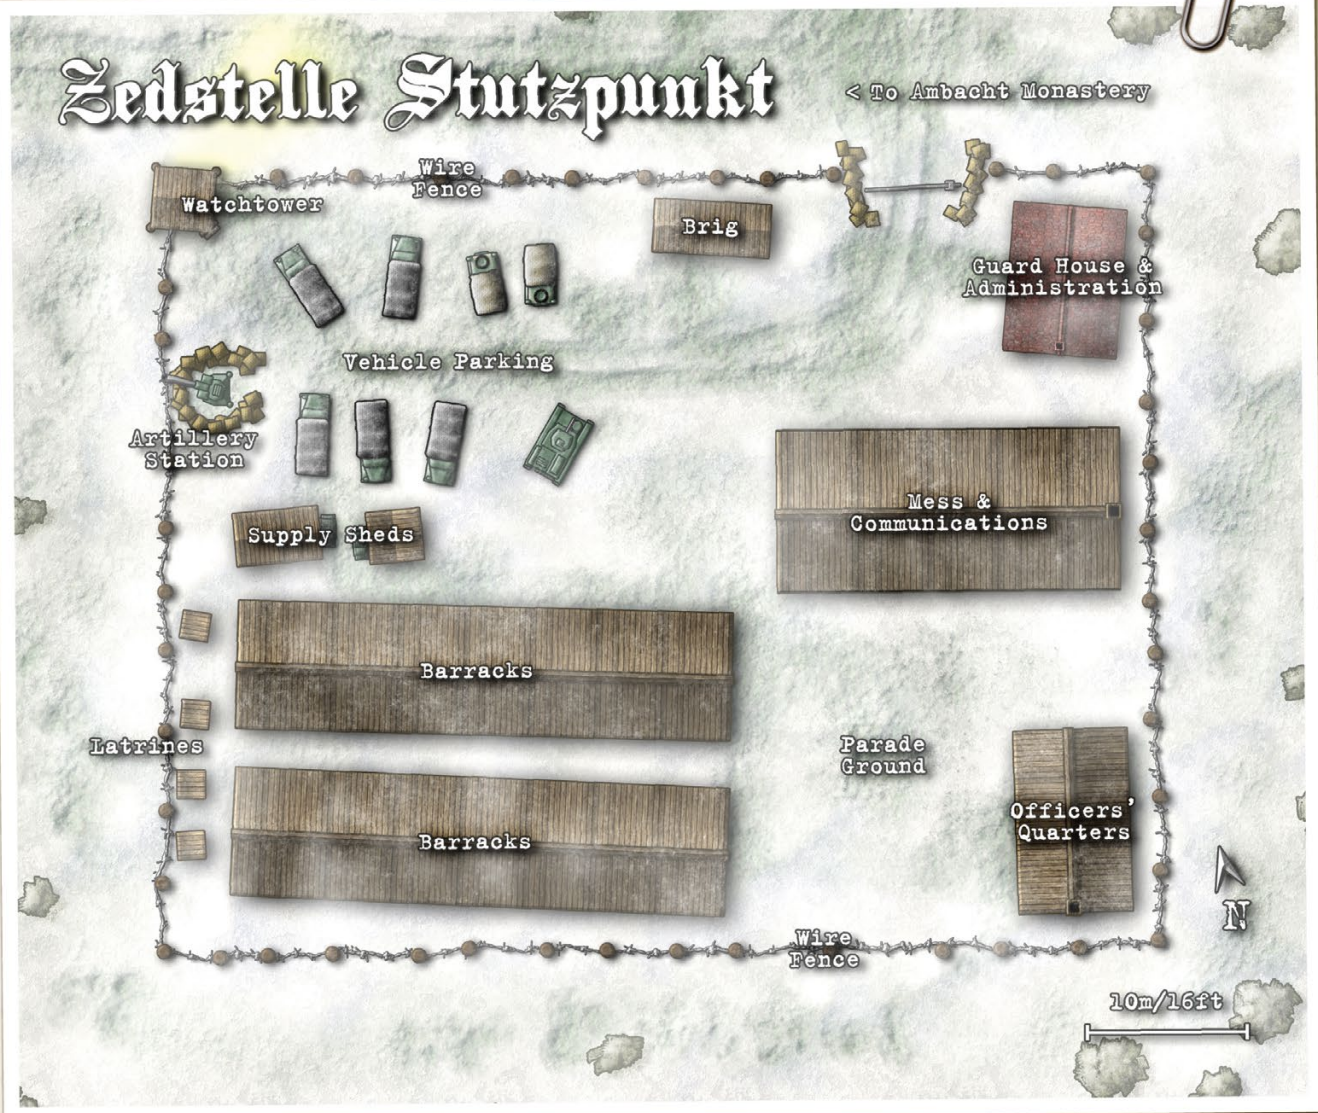 Zedstelle Stutzpunkt
< To Ambacht Monastery
Wire
Fence
Watchtower
Brig
Guard House &
Administration
Vehicle Parking
Artillery
Station
Mess &
Communications
Supply Sheds
Barracks
Latrines
Parade
Ground
Officers'
Quarters
Barracks
N
Wire
Fence
10m/16ft